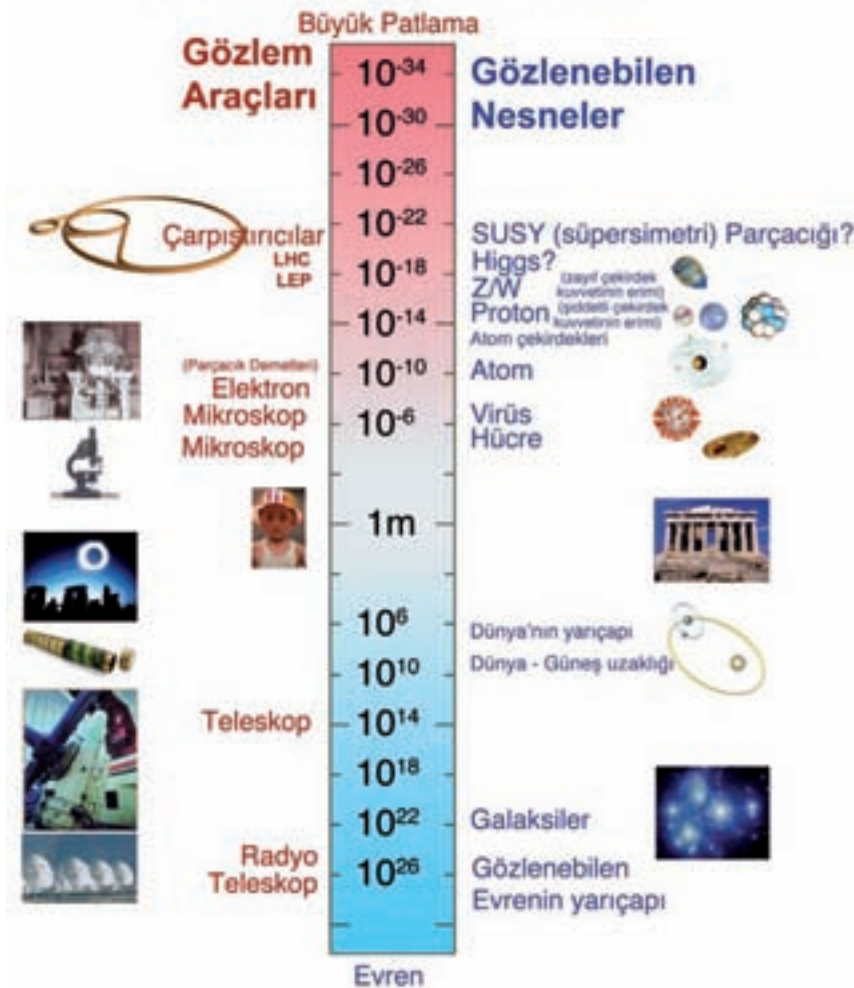 Büyük Patlama
Gözlem
Araçları
Gözlenebilen
Nesneler
10-34
10-30
10-26
10-22
10-18
10-14
10-10
10-6
1m
10⁶
10¹⁰
10¹⁴
10¹⁸
10²²
10²⁶
Çarpıştırıcılar
LHC
LEP
(Parçacık Demetleri)
Elektron
Mikroskop
Mikroskop
Teleskop
Radyo
Teleskop
SUSY (süpersimetri) Parçacığı?
Higgs?
Z/W (zayıf çekirdek
kuvvetinin erimi)
Proton (şiddetli çekirdek
kuvvetinin erimi)
Atom çekirdekleri
Atom
Virüs
Hücre
Dünya'nın yarıçapı
Dünya - Güneş uzaklığı
Galaksiler
Gözlenebilen
Evrenin yarıçapı
Evren